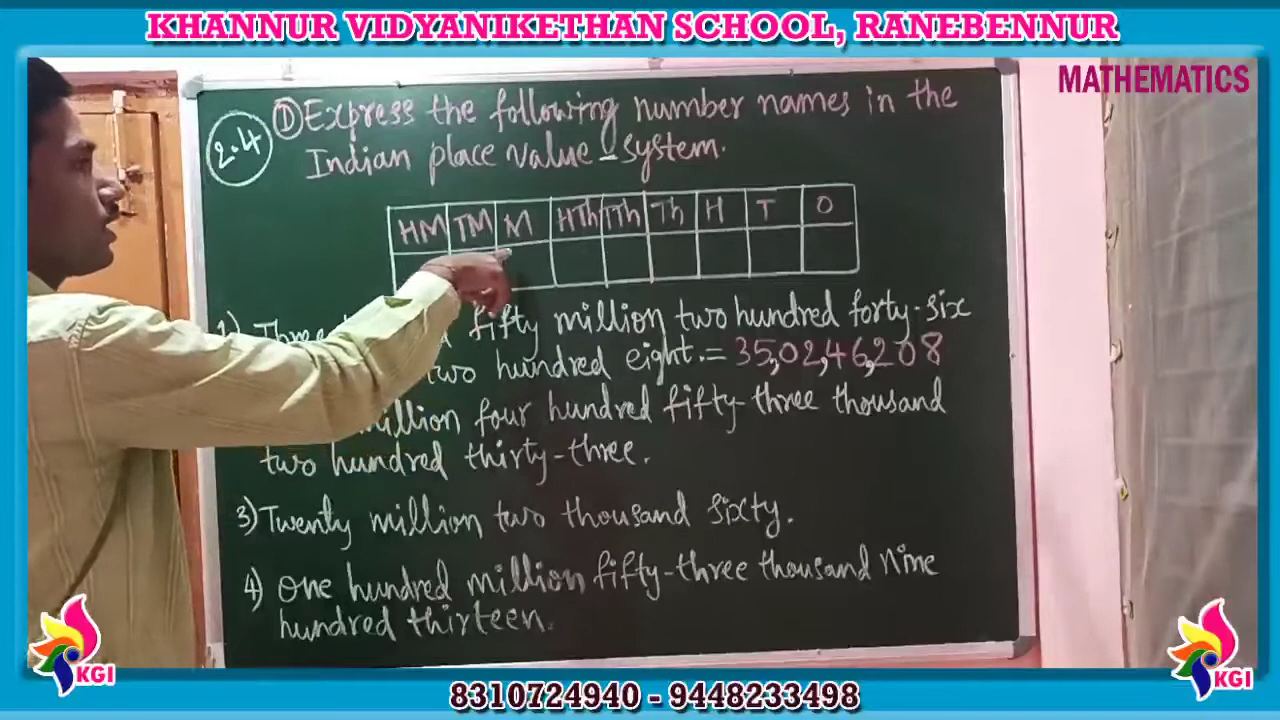 KHANNUR VIDYANIKETHAN SCHOOL, RANEBENNUR
MATHEMATICS
2.4
D) Express the following number names in the
Indian place value system.
HM TM M HTh TTh Th H T O
fifty million two hundred forty-six
two hundred eight. = 35,02,46,208
million four hundred fifty-three thousand
two hundred thirty-three.
3) Twenty million two thousand sixty.
4) One hundred million fifty-three thousand nine
hundred thirteen.
KGI
KGI
8310724940 - 9448233498